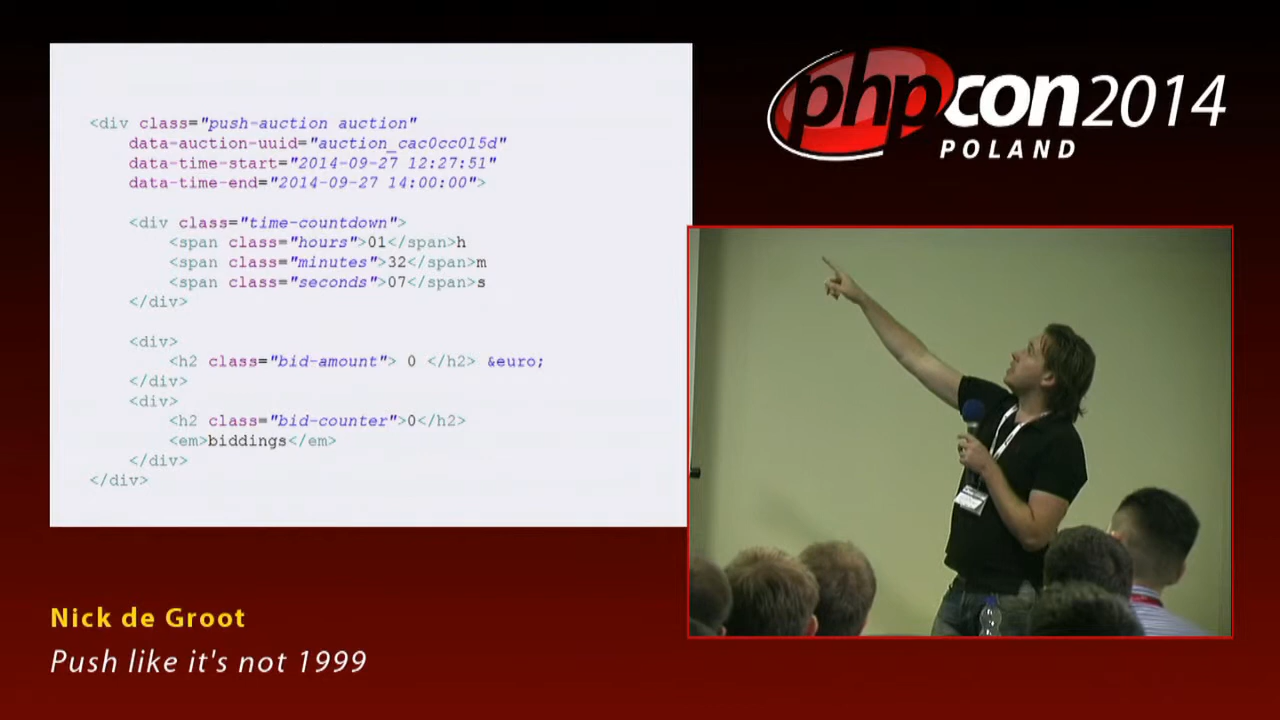 <div class="push-auction auction"
data-auction-uuid="auction_cac0cc015d"
data-time-start="2014-09-27 12:27:51"
data-time-end="2014-09-27 14:00:00">
<div class="time-countdown">
<span class="hours">01</span>h
<span class="minutes">32</span>m
<span class="seconds">07</span>s
</div>
<div>
<h2 class="bid-amount"> 0 </h2> &euro;
</div>
<div>
<h2 class="bid-counter">0</h2>
<em>biddings</em>
</div>
</div>
phpcon2014
POLAND
Nick de Groot
Push like it's not 1999